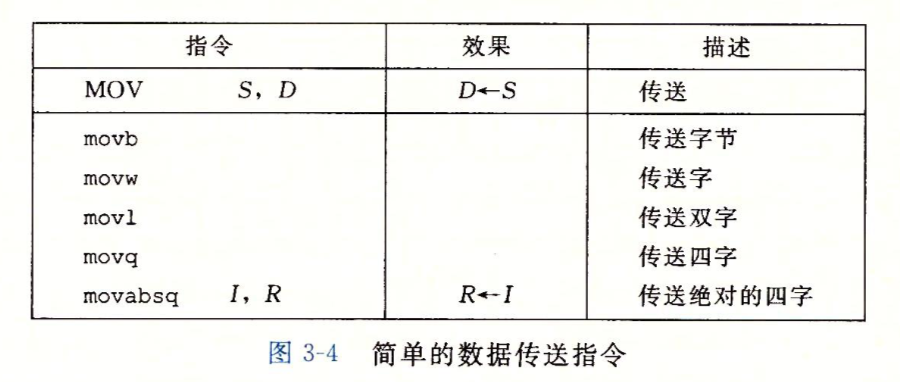 指令 效果 描述
MOV S, D D←S 传送
movb 传送字节
movw 传送字
movl 传送双字
movq 传送四字
movabsq I, R R←I 传送绝对的四字
图 3-4 简单的数据传送指令